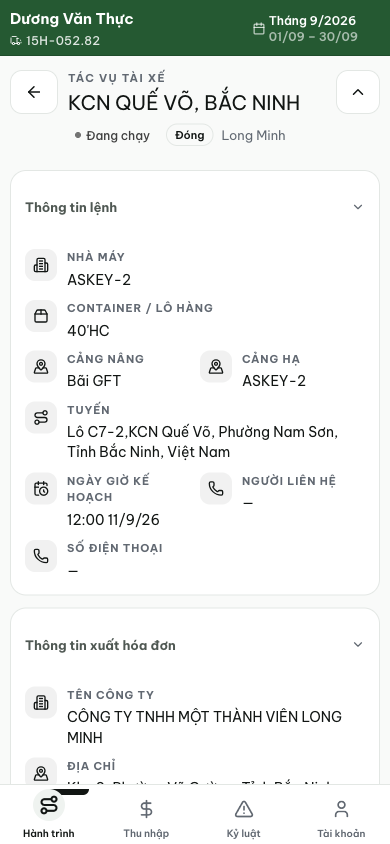 Dương Văn Thực
15H-052.82
Tháng 9/2026
01/09 – 30/09
TÁC VỤ TÀI XẾ
KCN QUẾ VÕ, BẮC NINH
Đang chạy
Đóng
Long Minh
Thông tin lệnh
NHÀ MÁY
ASKEY-2
CONTAINER / LÔ HÀNG
40'HC
CẢNG NÂNG
Bãi GFT
CẢNG HẠ
ASKEY-2
TUYẾN
Lô C7-2,KCN Quế Võ, Phường Nam Sơn,
Tỉnh Bắc Ninh, Việt Nam
NGÀY GIỜ KẾ
HOẠCH
12:00 11/9/26
NGƯỜI LIÊN HỆ
—
SỐ ĐIỆN THOẠI
—
Thông tin xuất hóa đơn
TÊN CÔNG TY
CÔNG TY TNHH MỘT THÀNH VIÊN LONG
MINH
ĐỊA CHỈ
Hành trình
Thu nhập
Kỷ luật
Tài khoản